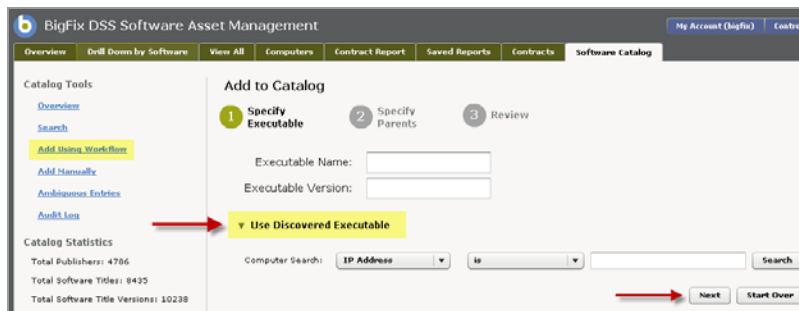 BigFix DSS Software Asset Management
My Account (bigfix)
Overview
Drill Down by Software
View All
Computers
Contract Report
Saved Reports
Contracts
Software Catalog
Catalog Tools
Overview
Search
Add Using Workflow
Add Manually
Ambiguous Entries
Audit Log
Catalog Statistics
Total Publishers: 4786
Total Software Titles: 8435
Total Software Title Versions: 10238
Add to Catalog
1 Specify Executable
2 Specify Parents
3 Review
Executable Name:
Executable Version:
▼ Use Discovered Executable
Computer Search:
IP Address
is
Search
Next
Start Over